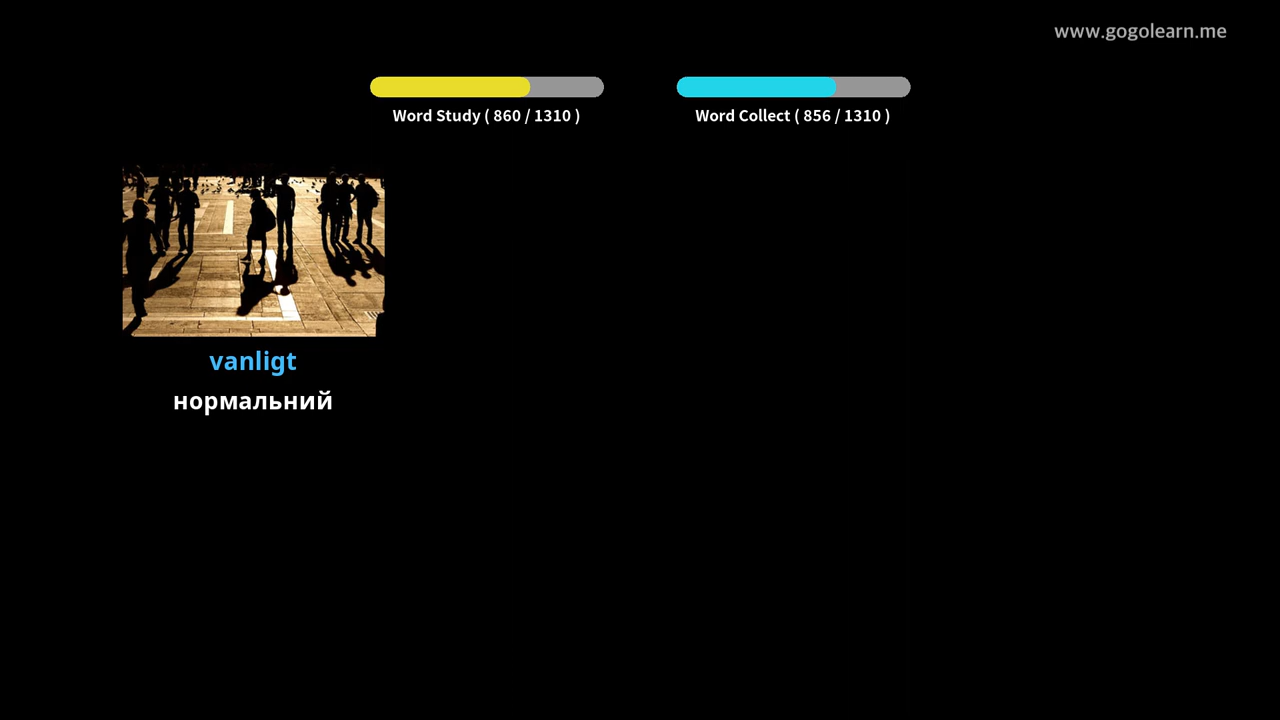 www.gogolearn.me
Word Study ( 860 / 1310 )
Word Collect ( 856 / 1310 )
vanligt
нормальний